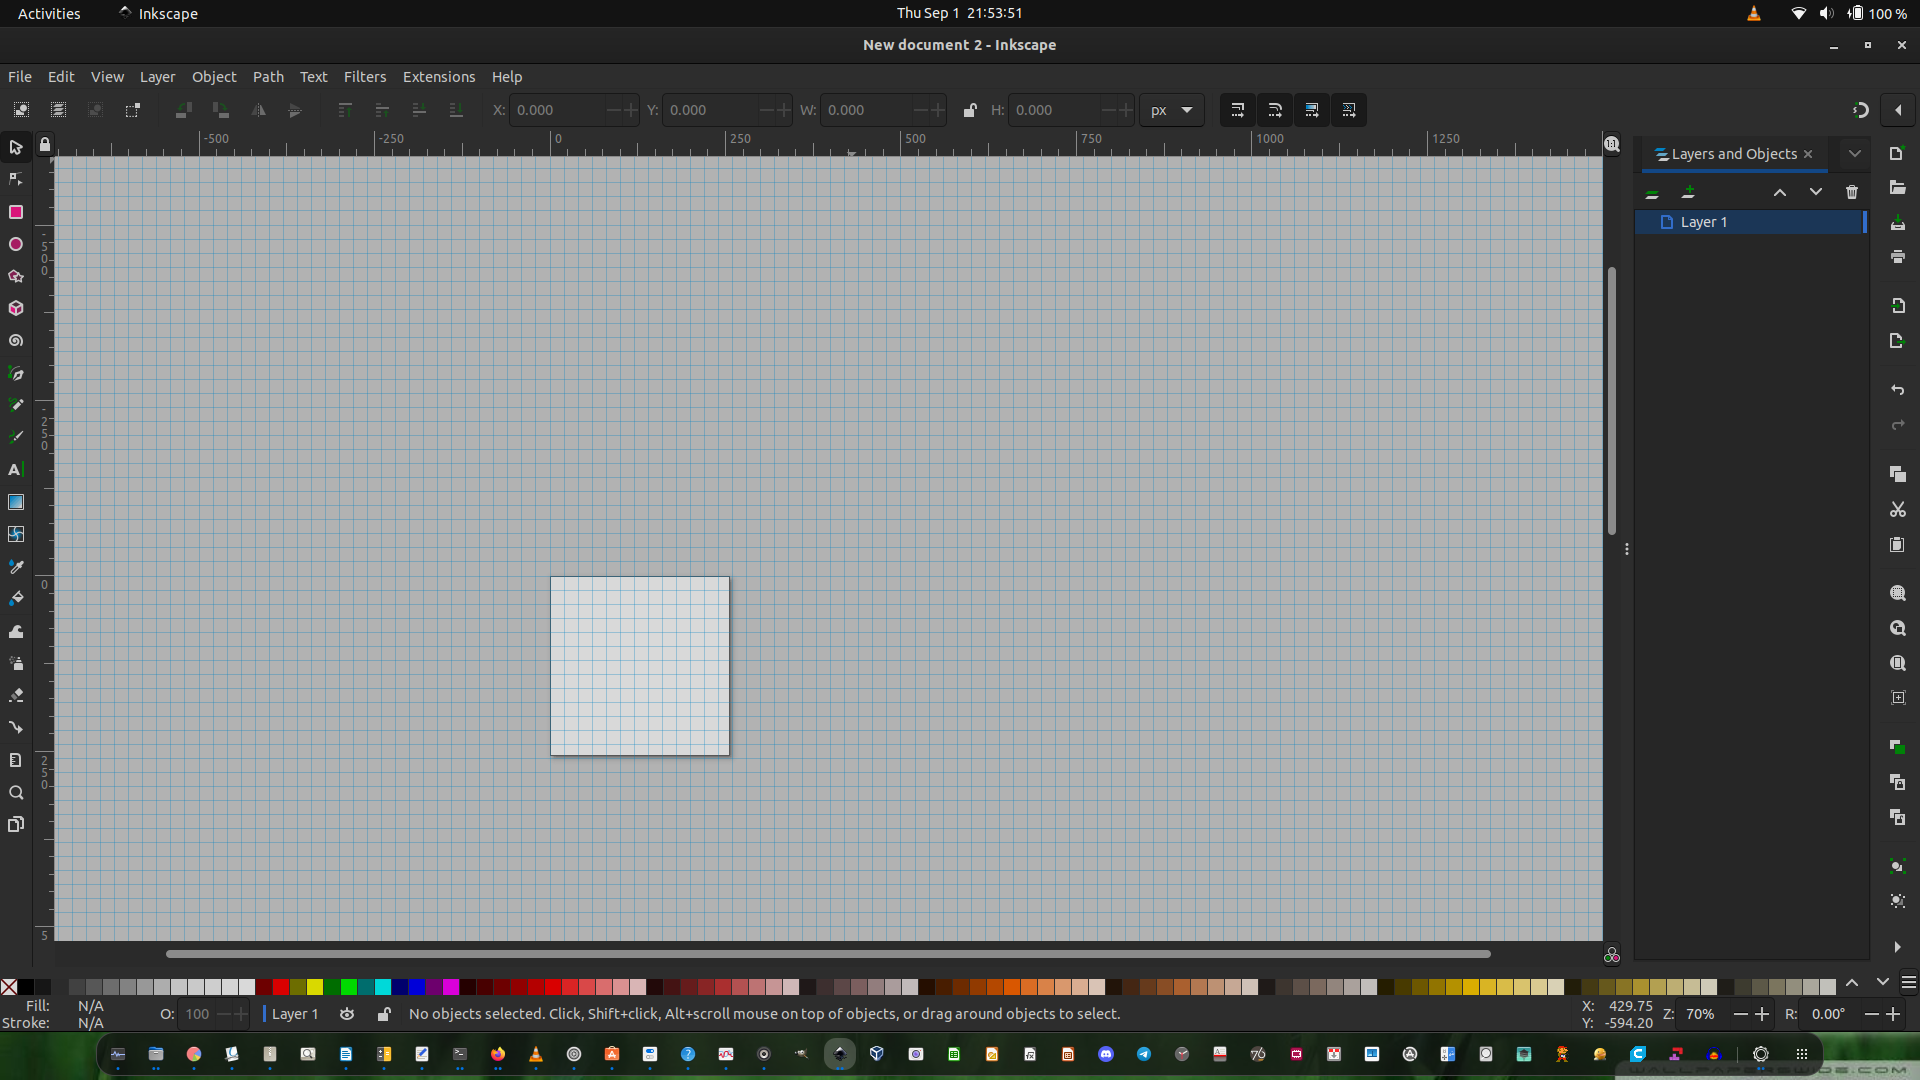 Activities Inkscape Thu Sep 1 21:53:51 100 %
New document 2 - Inkscape
File Edit View Layer Object Path Text Filters Extensions Help
X: 0.000 Y: 0.000 W: 0.000 H: 0.000 px
-500 -250 0 250 500 750 1000 1250
Layers and Objects
Layer 1
-500
-250
0
250
5
Fill: N/A
Stroke: N/A
O: 100
Layer 1
No objects selected. Click, Shift+click, Alt+scroll mouse on top of objects, or drag around objects to select.
X: 429.75
Y: -594.20
Z: 70%
R: 0.00°
WALLPAPERSWIDE.COM